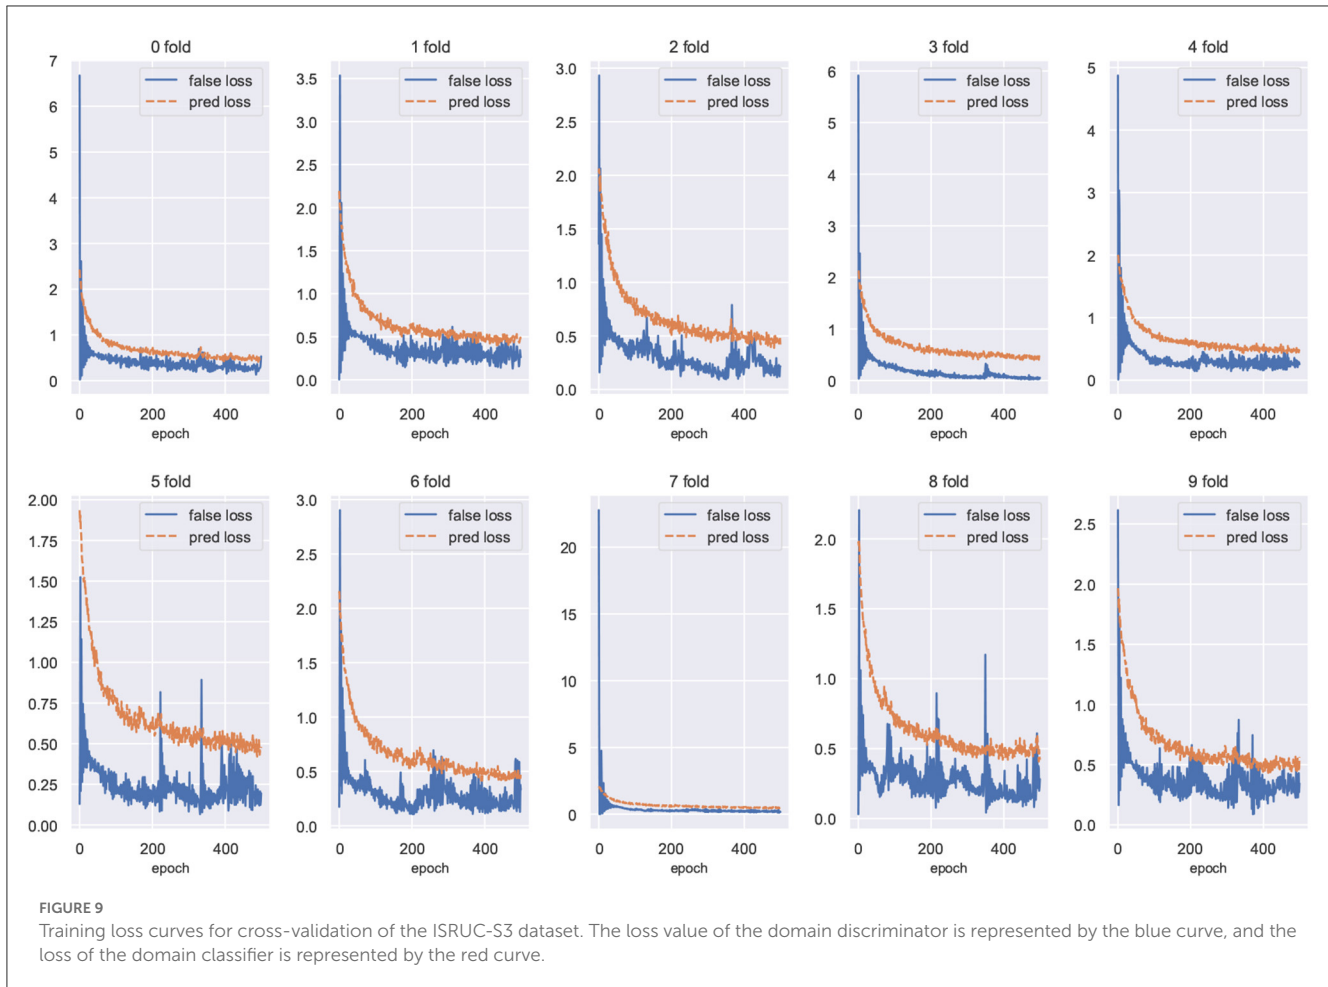 0 fold
7
6
5
4
3
2
1
0
false loss
pred loss
0
200
400
epoch
1 fold
3.5
3.0
2.5
2.0
1.5
1.0
0.5
0.0
false loss
pred loss
0
200
400
epoch
2 fold
3.0
2.5
2.0
1.5
1.0
0.5
0.0
false loss
pred loss
0
200
400
epoch
3 fold
6
5
4
3
2
1
0
false loss
pred loss
0
200
400
epoch
4 fold
5
4
3
2
1
0
false loss
pred loss
0
200
400
epoch
5 fold
2.00
1.75
1.50
1.25
1.00
0.75
0.50
0.25
0.00
false loss
pred loss
0
200
400
epoch
6 fold
3.0
2.5
2.0
1.5
1.0
0.5
0.0
false loss
pred loss
0
200
400
epoch
7 fold
20
15
10
5
0
false loss
pred loss
0
200
400
epoch
8 fold
2.0
1.5
1.0
0.5
0.0
false loss
pred loss
0
200
400
epoch
9 fold
2.5
2.0
1.5
1.0
0.5
0.0
false loss
pred loss
0
200
400
epoch
FIGURE 9
Training loss curves for cross-validation of the ISRUC-S3 dataset. The loss value of the domain discriminator is represented by the blue curve, and the
loss of the domain classifier is represented by the red curve.